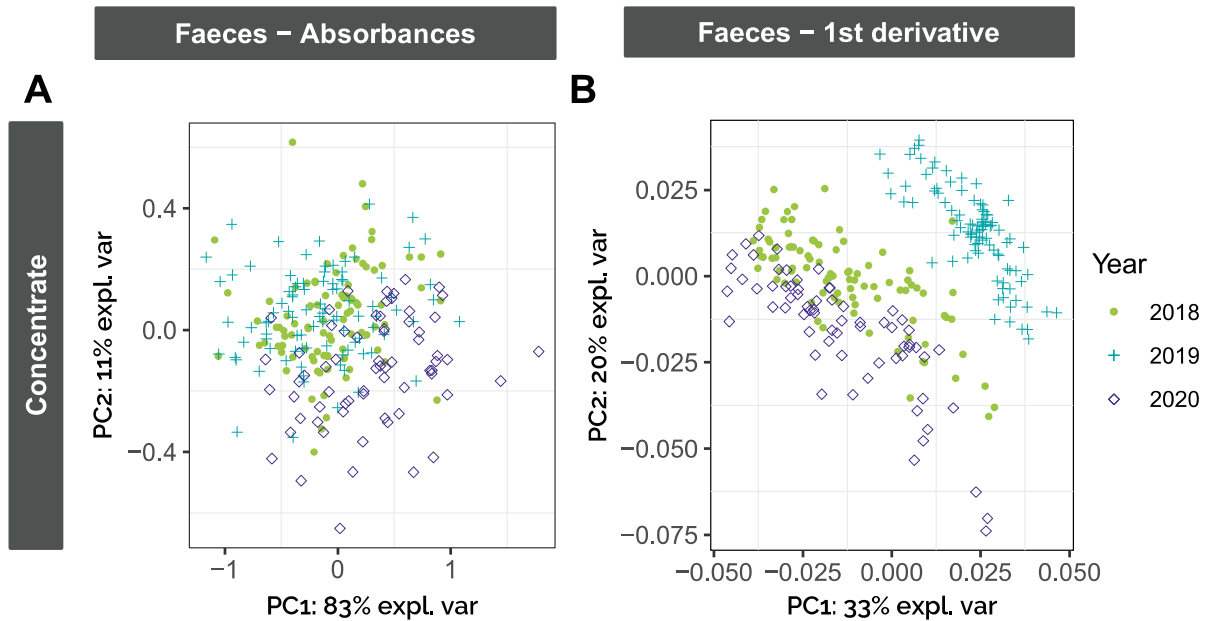 Faeces − Absorbances
Faeces − 1st derivative
A
B
Concentrate
PC2: 11% expl. var
0.4
0.0
−0.4
−1
0
1
PC1: 83% expl. var
PC2: 20% expl. var
0.025
0.000
−0.025
−0.050
−0.075
−0.050
−0.025
0.000
0.025
0.050
PC1: 33% expl. var
Year
2018
2019
2020